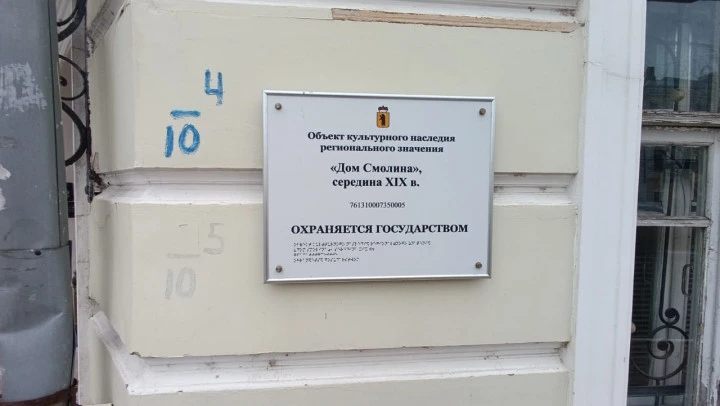 4
10
Объект культурного наследия
регионального значения
«Дом Смолина»,
середина XIX в.
761310007350005
ОХРАНЯЕТСЯ ГОСУДАРСТВОМ
5
10